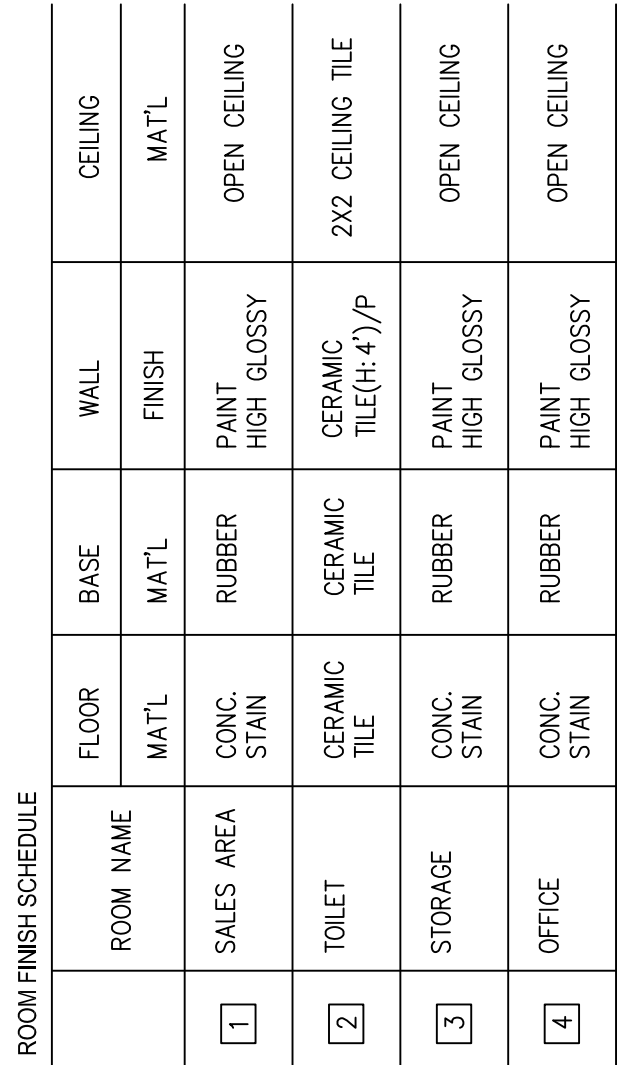 ROOM FINISH SCHEDULE
ROOM NAME
FLOOR
BASE
WALL
CEILING
MAT'L
MAT'L
FINISH
MAT'L
1
SALES AREA
CONC.
STAIN
RUBBER
PAINT
HIGH GLOSSY
OPEN CEILING
2
TOILET
CERAMIC
TILE
CERAMIC
TILE
CERAMIC
TILE(H:4')/P
2X2 CEILING TILE
3
STORAGE
CONC.
STAIN
RUBBER
PAINT
HIGH GLOSSY
OPEN CEILING
4
OFFICE
CONC.
STAIN
RUBBER
PAINT
HIGH GLOSSY
OPEN CEILING